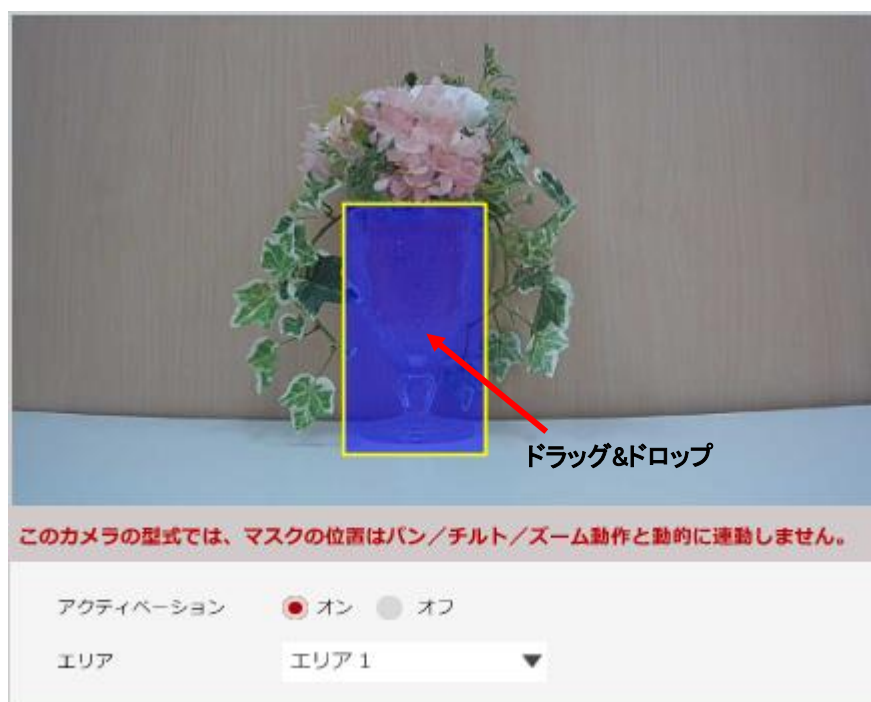 ドラッグ&ドロップ
このカメラの型式では、マスクの位置はパン／チルト／ズーム動作と動的に連動しません。
アクティベーション オン オフ
エリア エリア 1